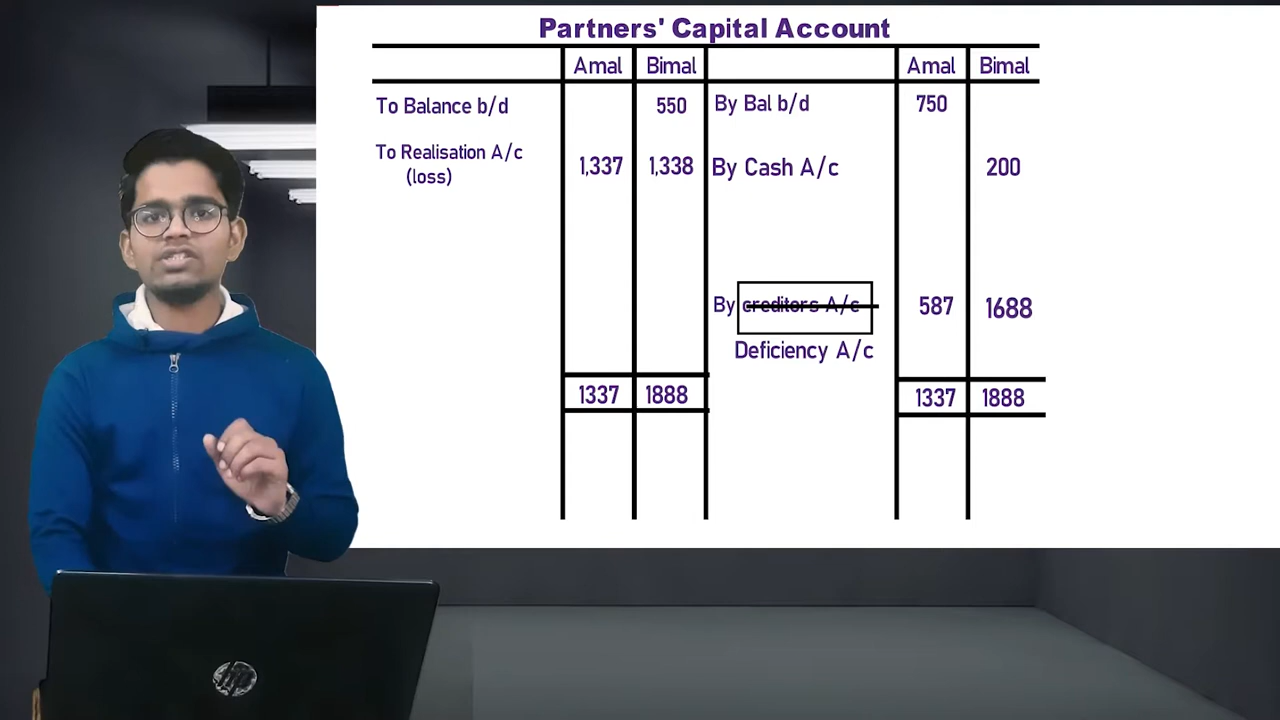 Partners' Capital Account
Amal Bimal Amal Bimal
To Balance b/d 550 By Bal b/d 750
To Realisation A/c 1,337 1,338 By Cash A/c 200
(loss)
By creditors A/c 587 1688
Deficiency A/c
1337 1888 1337 1888
hp